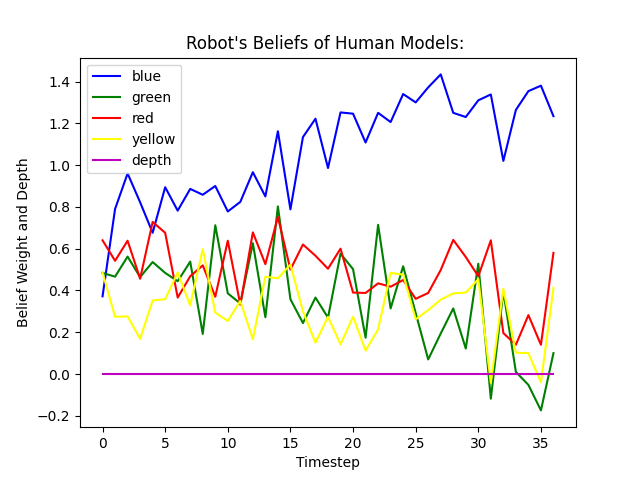 Robot's Beliefs of Human Models:
blue
green
red
yellow
depth
Belief Weight and Depth
1.4
1.2
1.0
0.8
0.6
0.4
0.2
0.0
−0.2
0 5 10 15 20 25 30 35
Timestep